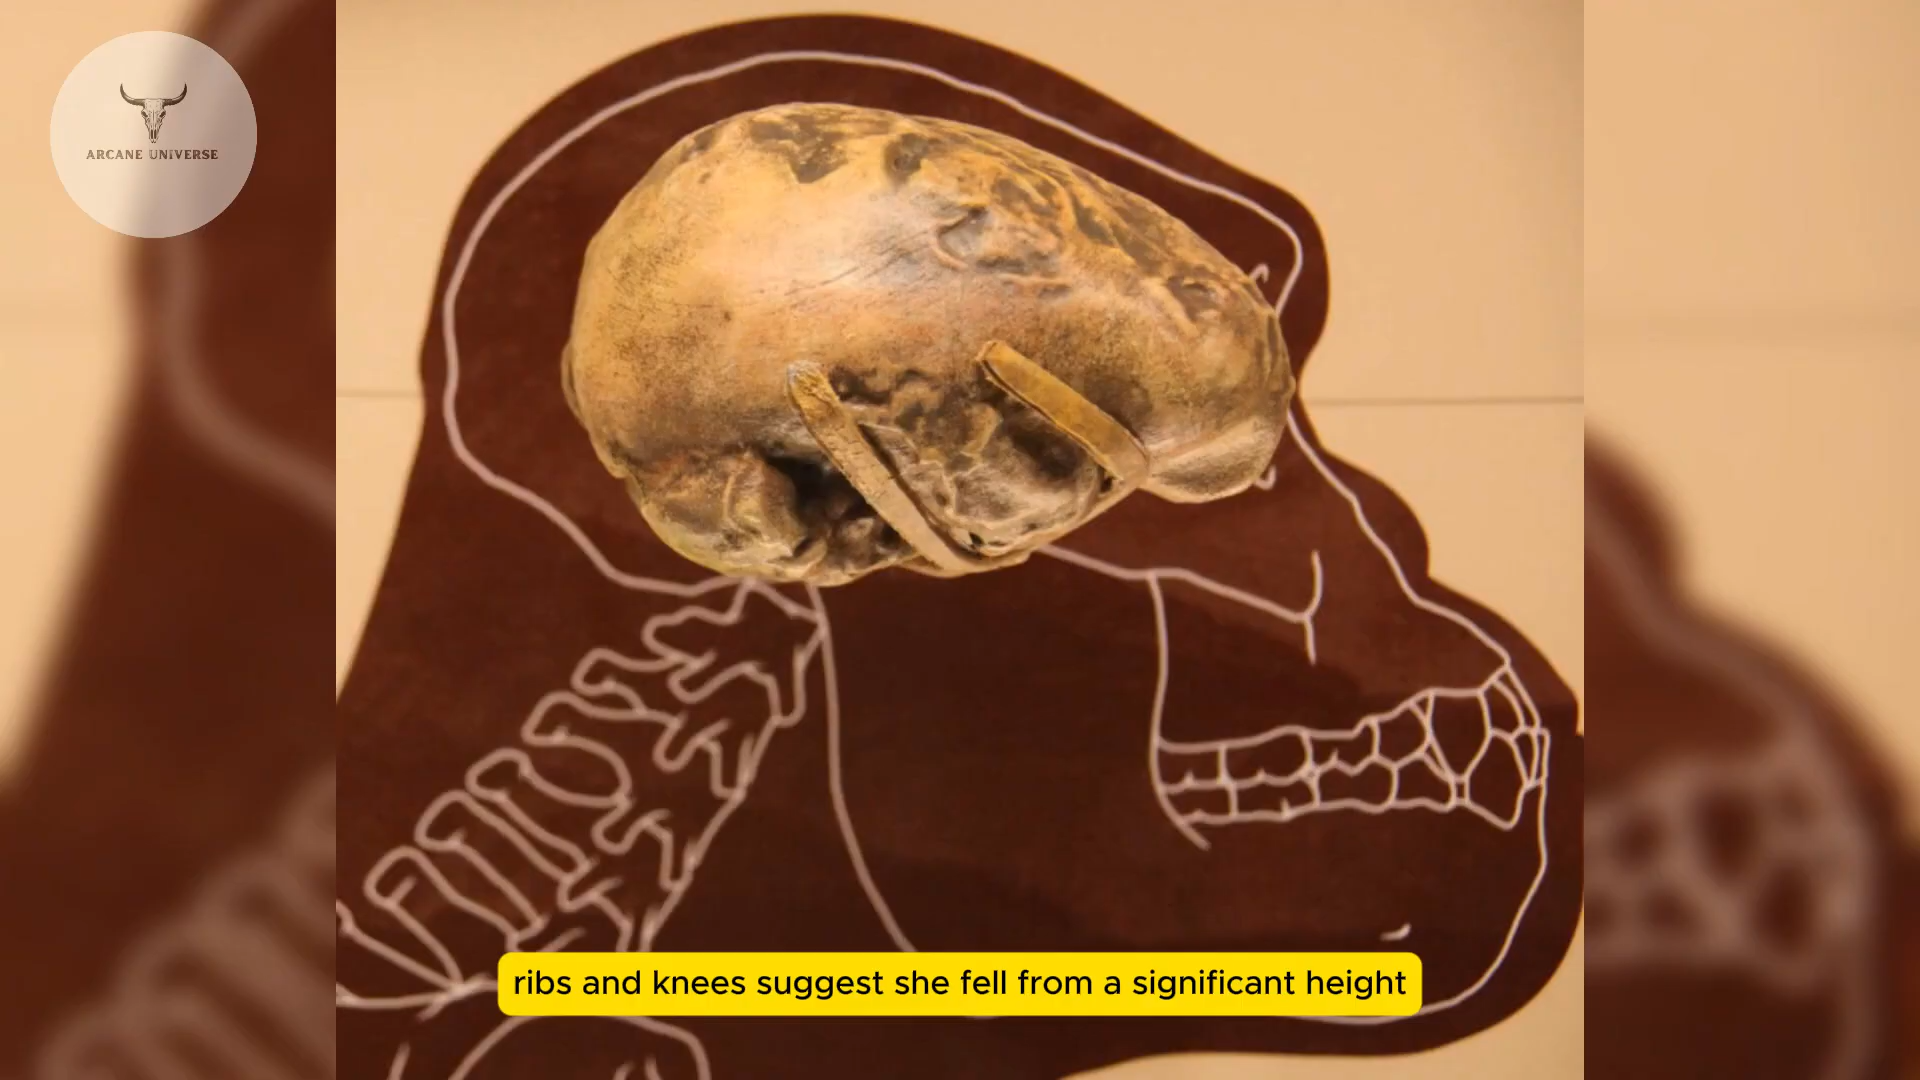 ARCANE UNIVERSE
ribs and knees suggest she fell from a significant height